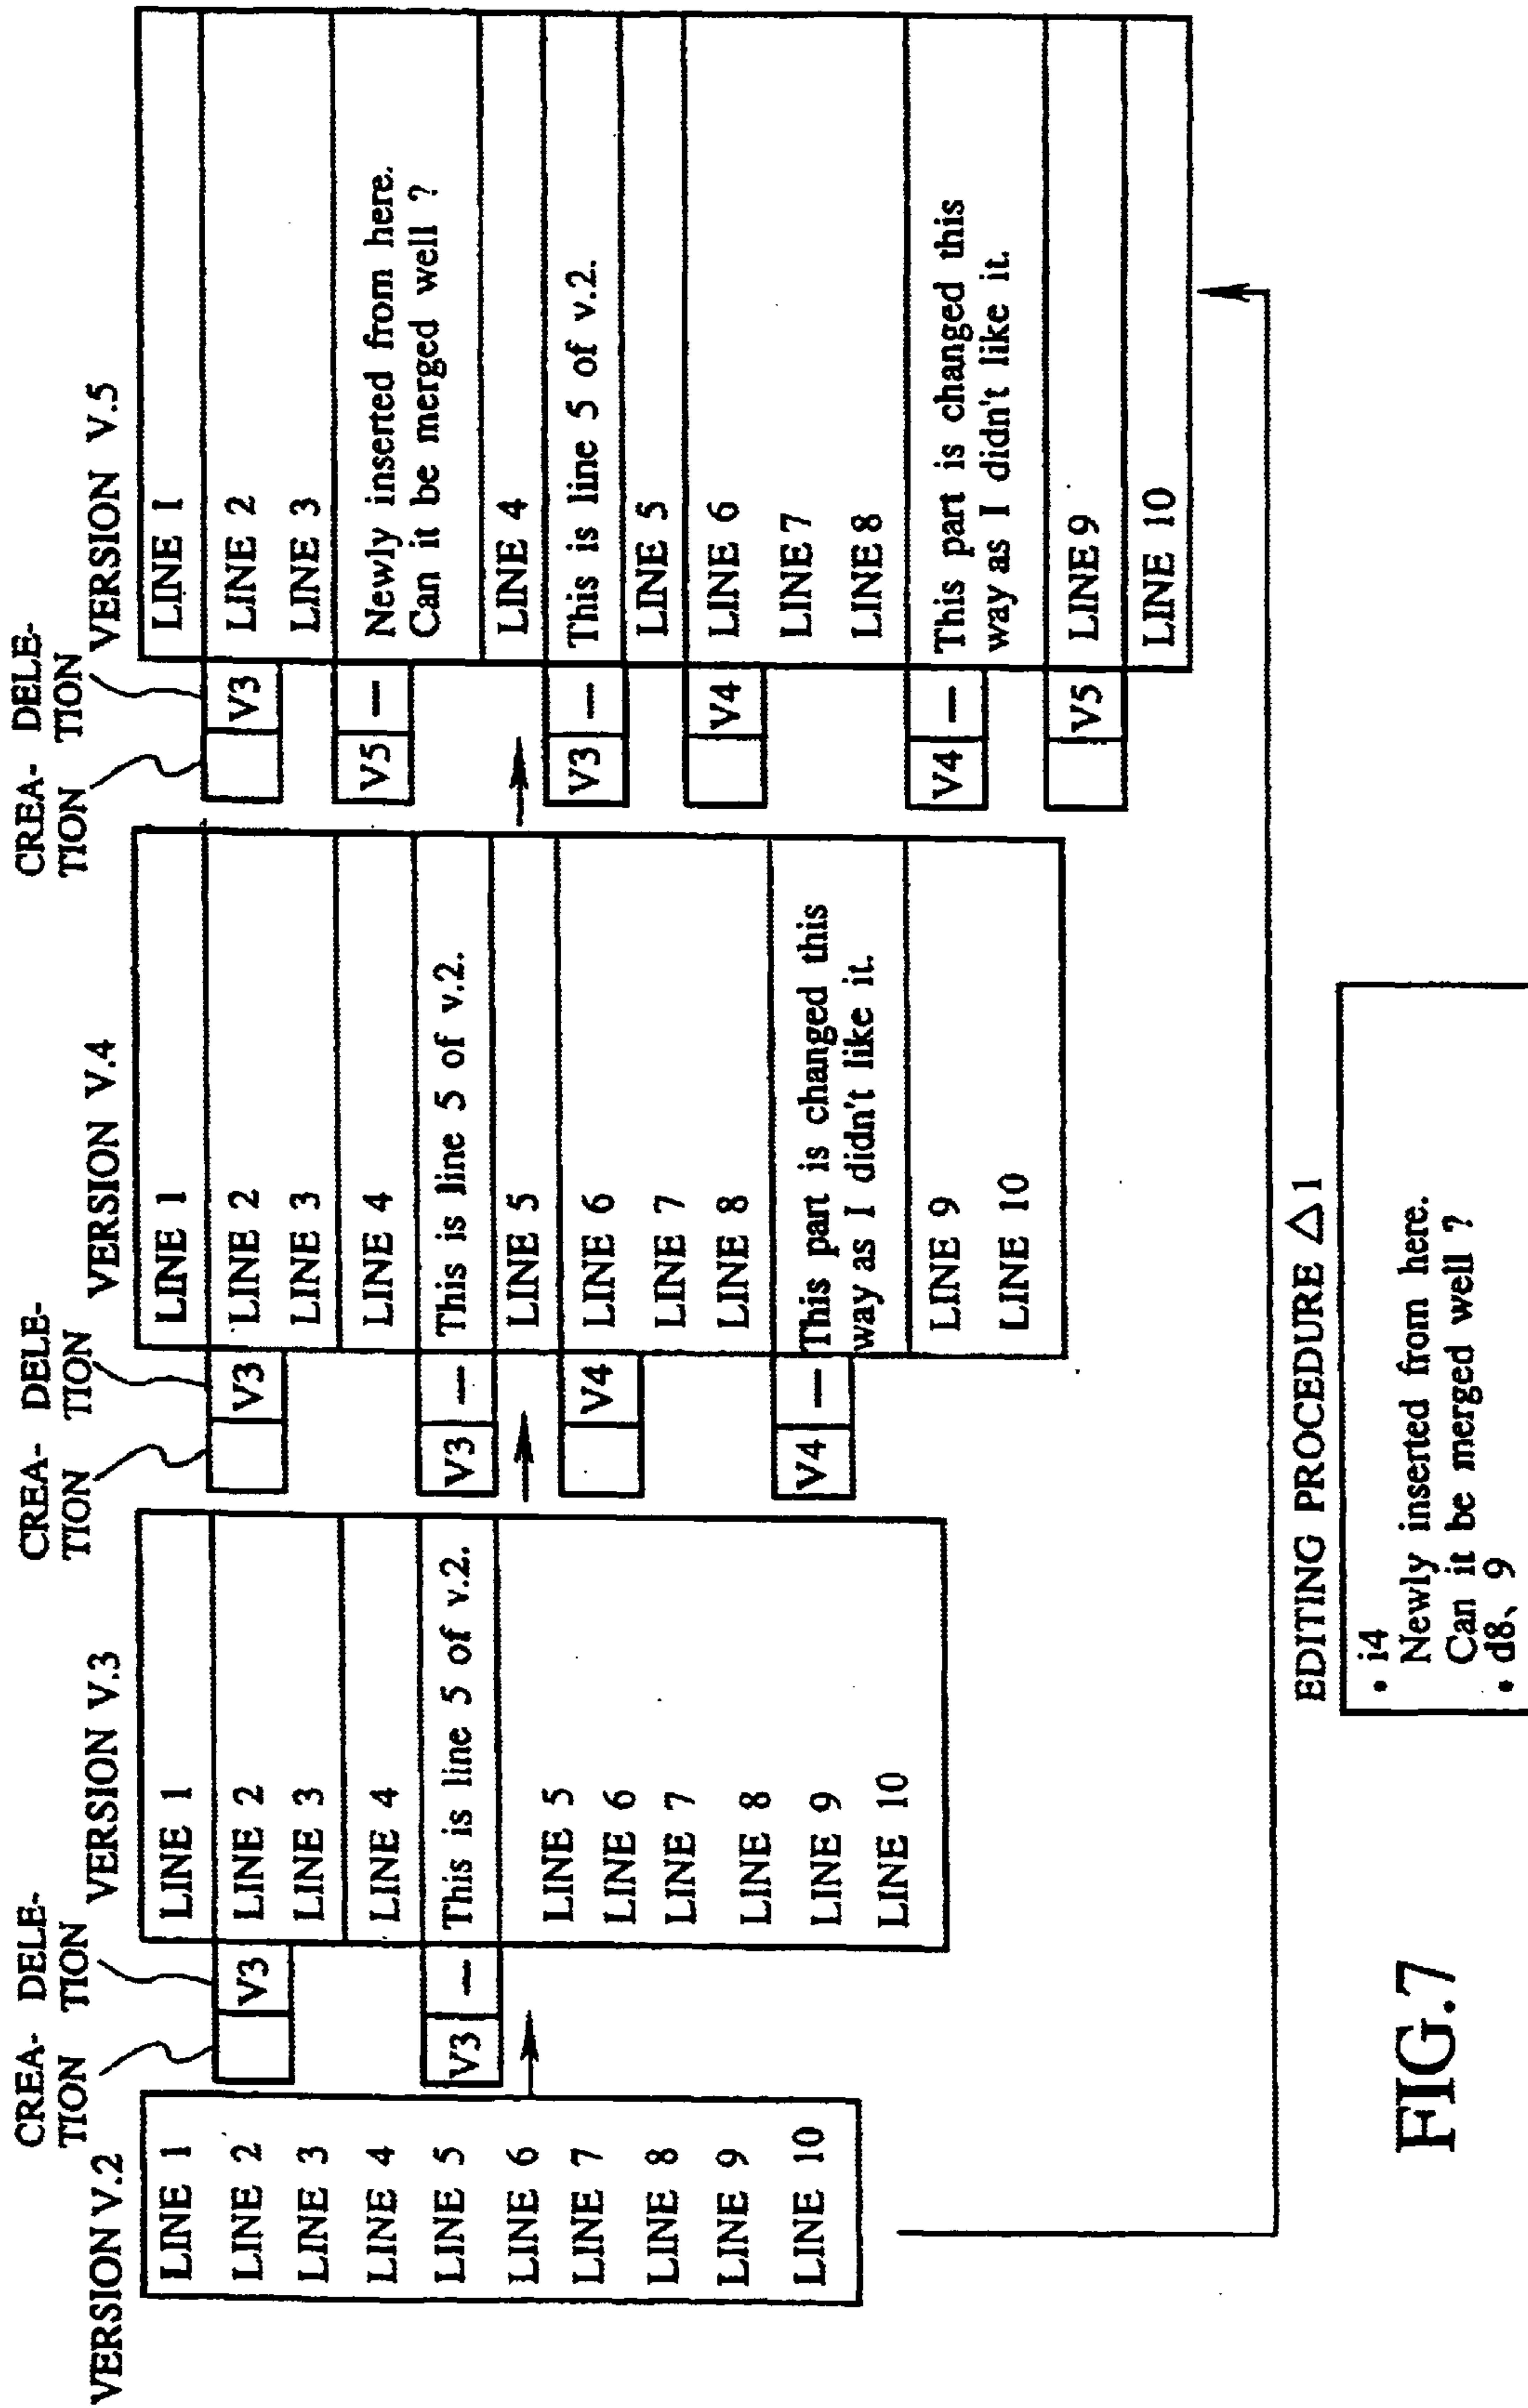 VERSION V.2
LINE 1
LINE 2
LINE 3
LINE 4
LINE 5
LINE 6
LINE 7
LINE 8
LINE 9
LINE 10
CREA-
TION
DELE-
TION
VERSION V.3
V3
V3 —
LINE 1
LINE 2
LINE 3
LINE 4
This is line 5 of v.2.
LINE 5
LINE 6
LINE 7
LINE 8
LINE 9
LINE 10
CREA-
TION
DELE-
TION
VERSION V.4
V3
V3 —
V4
V4 —
LINE 1
LINE 2
LINE 3
LINE 4
This is line 5 of v.2.
LINE 5
LINE 6
LINE 7
LINE 8
This part is changed this
way as I didn't like it.
LINE 9
LINE 10
CREA-
TION
DELE-
TION
VERSION V.5
V3
V5 —
V3 —
V4
V4 —
V5
LINE 1
LINE 2
LINE 3
Newly inserted from here.
Can it be merged well ?
LINE 4
This is line 5 of v.2.
LINE 5
LINE 6
LINE 7
LINE 8
This part is changed this
way as I didn't like it.
LINE 9
LINE 10
EDITING PROCEDURE △1
• i4
Newly inserted from here.
Can it be merged well ?
• d8、9
FIG.7